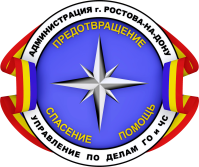 АДМИНИСТРАЦИЯ г. РОСТОВА-НА-ДОНУ
ПРЕДОТВРАЩЕНИЕ
СПАСЕНИЕ
ПОМОЩЬ
УПРАВЛЕНИЕ ПО ДЕЛАМ ГО и ЧС